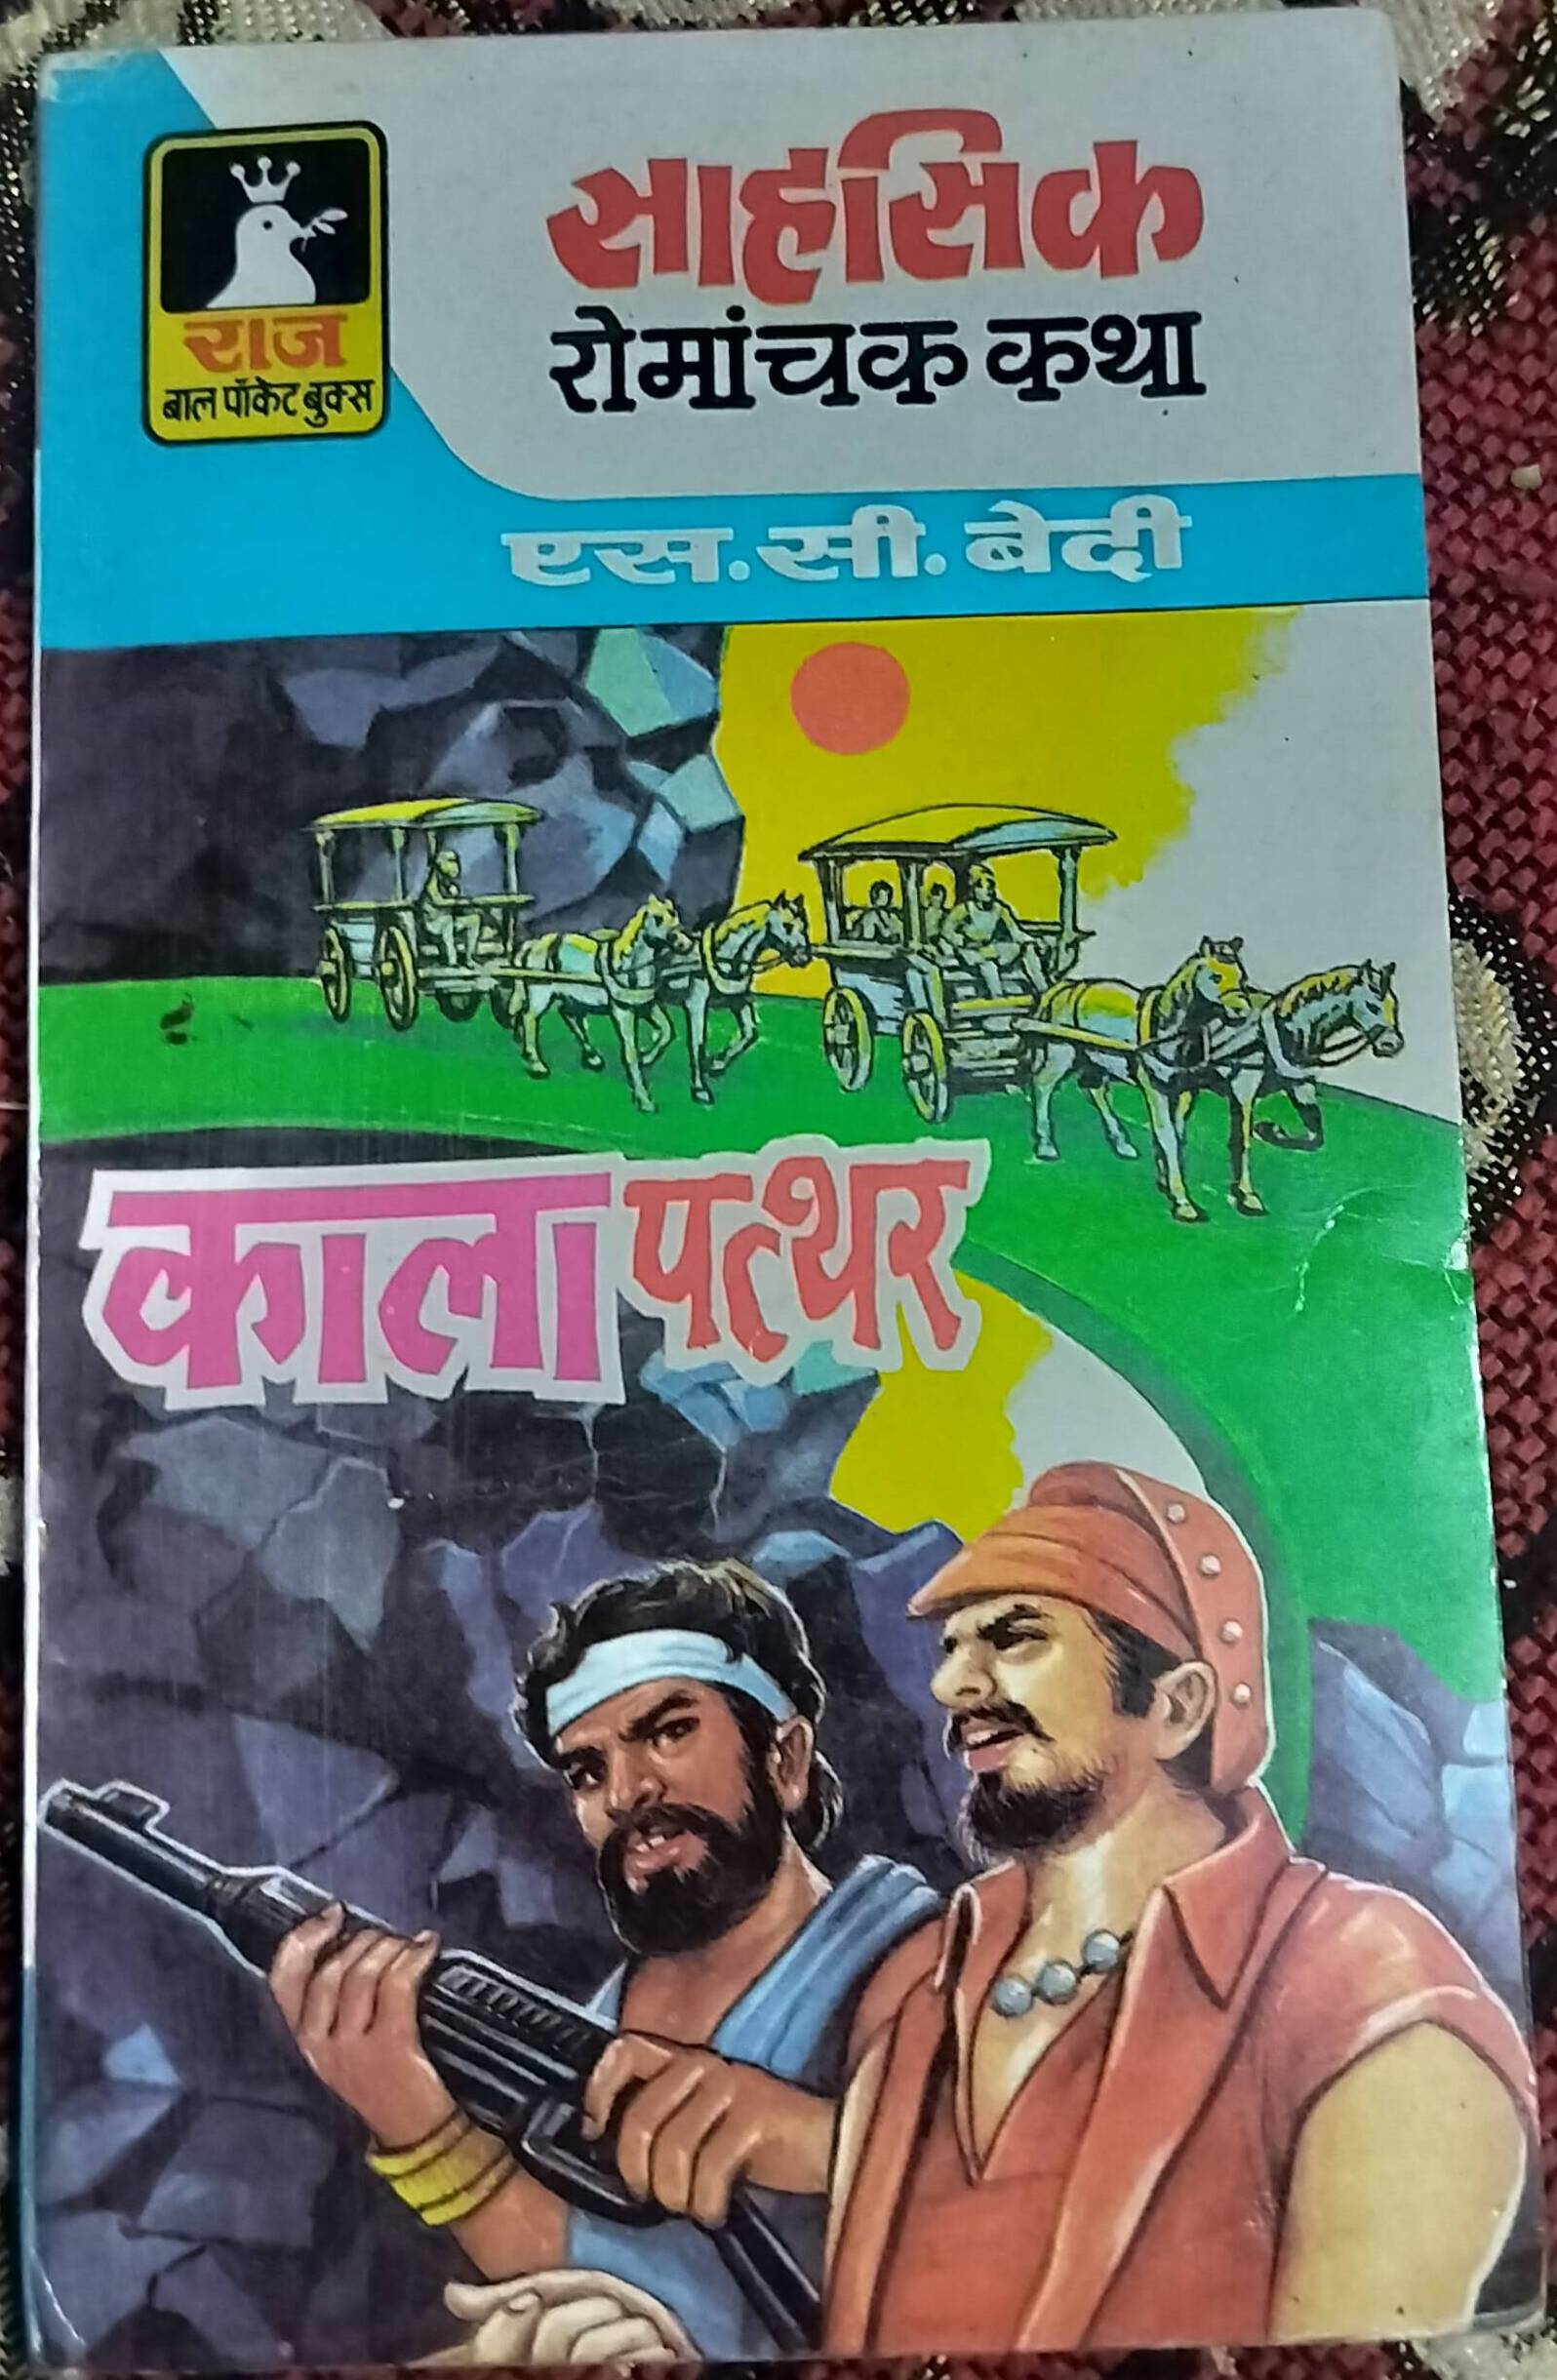 राज
बाल पॉकेट बुक्स
साहसिक
रोमांचक कथा
एस.सी. बेदी
काला पत्थर